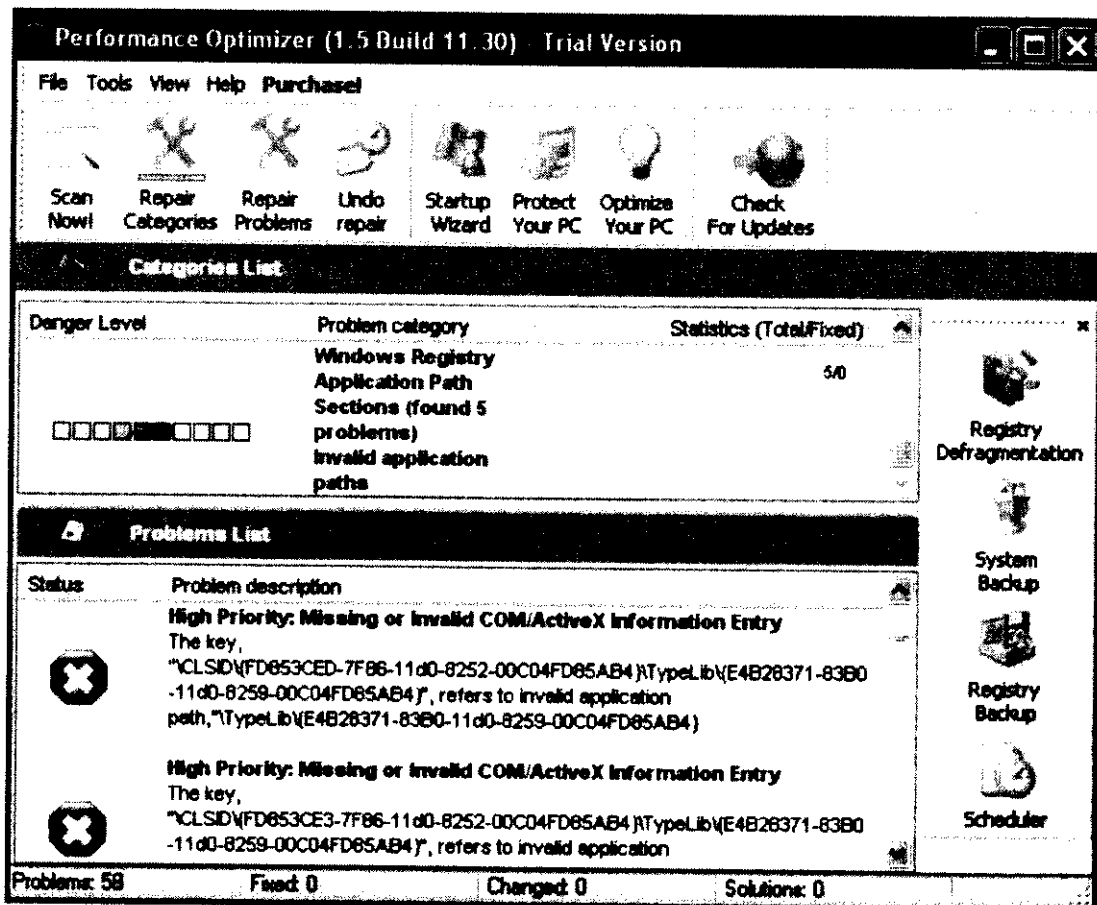 Performance Optimizer (1.5 Build 11.30) - Trial Version
File Tools View Help Purchase!
Scan Now!
Repair Categories
Repair Problems
Undo repair
Startup Wizard
Protect Your PC
Optimize Your PC
Check For Updates
Categories List
Danger Level Problem category Statistics (Total/Fixed)
Windows Registry
Application Path
Sections (found 5
problems)
Invalid application
paths
5/0
Problems List
Status Problem description
High Priority: Missing or Invalid COM/ActiveX Information Entry
The key,
"\CLSID\{FD853CED-7F86-11d0-8252-00C04FD85AB4}\TypeLib\{E4B28371-83B0
-11d0-8259-00C04FD85AB4}", refers to invalid application
path,"\TypeLib\{E4B28371-83B0-11d0-8259-00C04FD85AB4}
High Priority: Missing or Invalid COM/ActiveX Information Entry
The key,
"\CLSID\{FD853CE3-7F86-11d0-8252-00C04FD85AB4}\TypeLib\{E4B28371-83B0
-11d0-8259-00C04FD85AB4}", refers to invalid application
Registry
Defragmentation
System
Backup
Registry
Backup
Scheduler
Problems: 58 Fixed: 0 Changed: 0 Solutions: 0